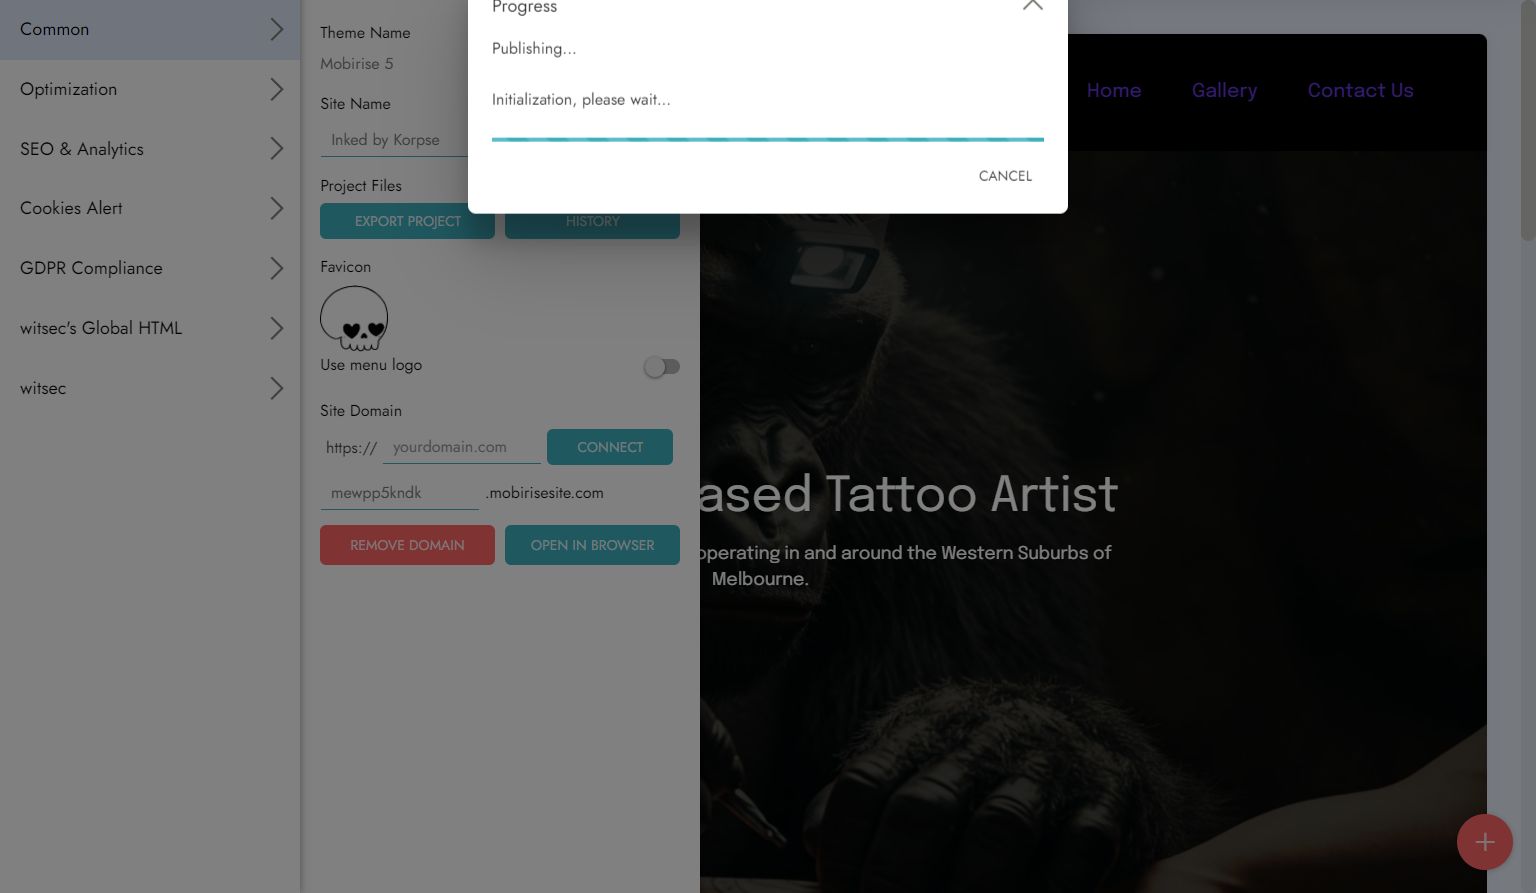 Progress
Publishing...
Initialization, please wait...
CANCEL
Common
Optimization
SEO & Analytics
Cookies Alert
GDPR Compliance
witsec's Global HTML
witsec
Theme Name
Mobirise 5
Site Name
Inked by Korpse
Project Files
EXPORT PROJECT
HISTORY
Favicon
Use menu logo
Site Domain
https:// yourdomain.com CONNECT
mewpp5kndk .mobirisesite.com
REMOVE DOMAIN
OPEN IN BROWSER
Home Gallery Contact Us
ased Tattoo Artist
operating in and around the Western Suburbs of
Melbourne.